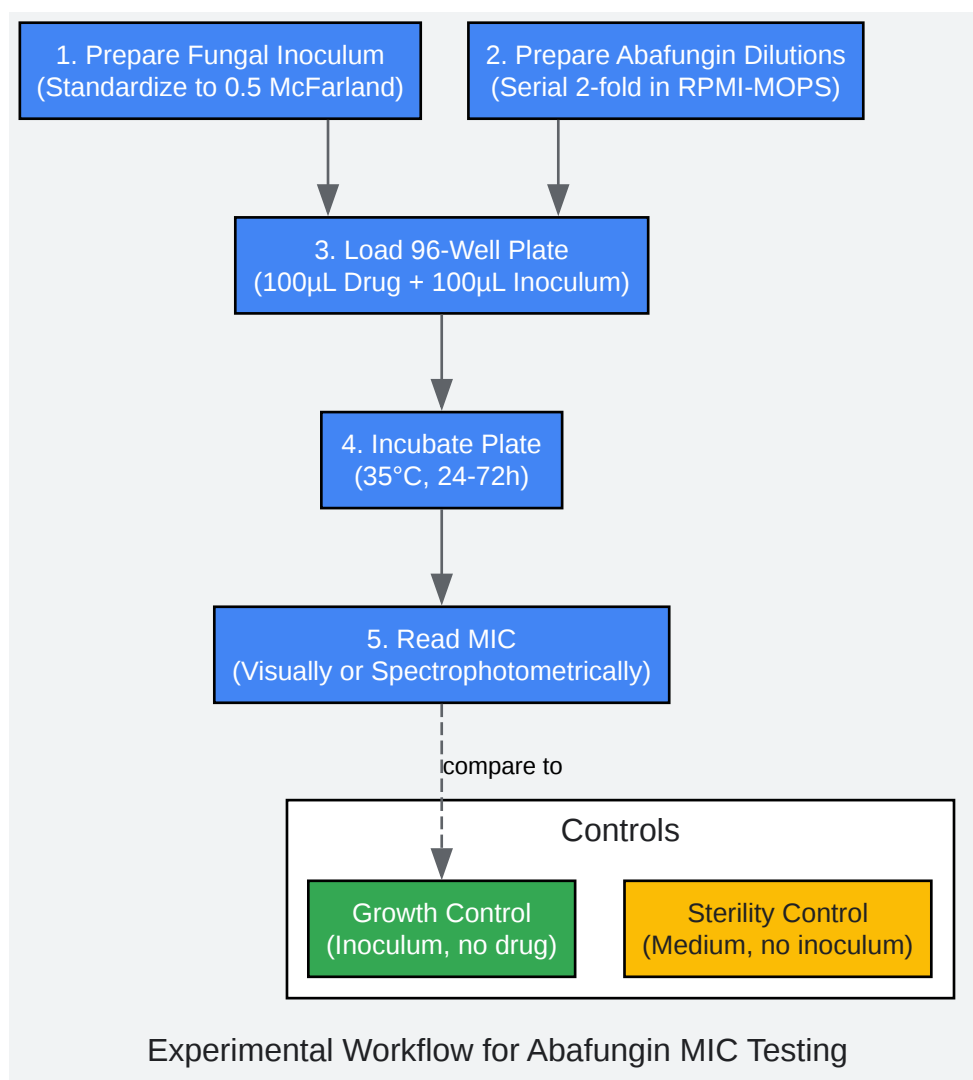 1. Prepare Fungal Inoculum
(Standardize to 0.5 McFarland)
2. Prepare Abafungin Dilutions
(Serial 2-fold in RPMI-MOPS)
3. Load 96-Well Plate
(100µL Drug + 100µL Inoculum)
4. Incubate Plate
(35°C, 24-72h)
5. Read MIC
(Visually or Spectrophotometrically)
compare to
Controls
Growth Control
(Inoculum, no drug)
Sterility Control
(Medium, no inoculum)
Experimental Workflow for Abafungin MIC Testing